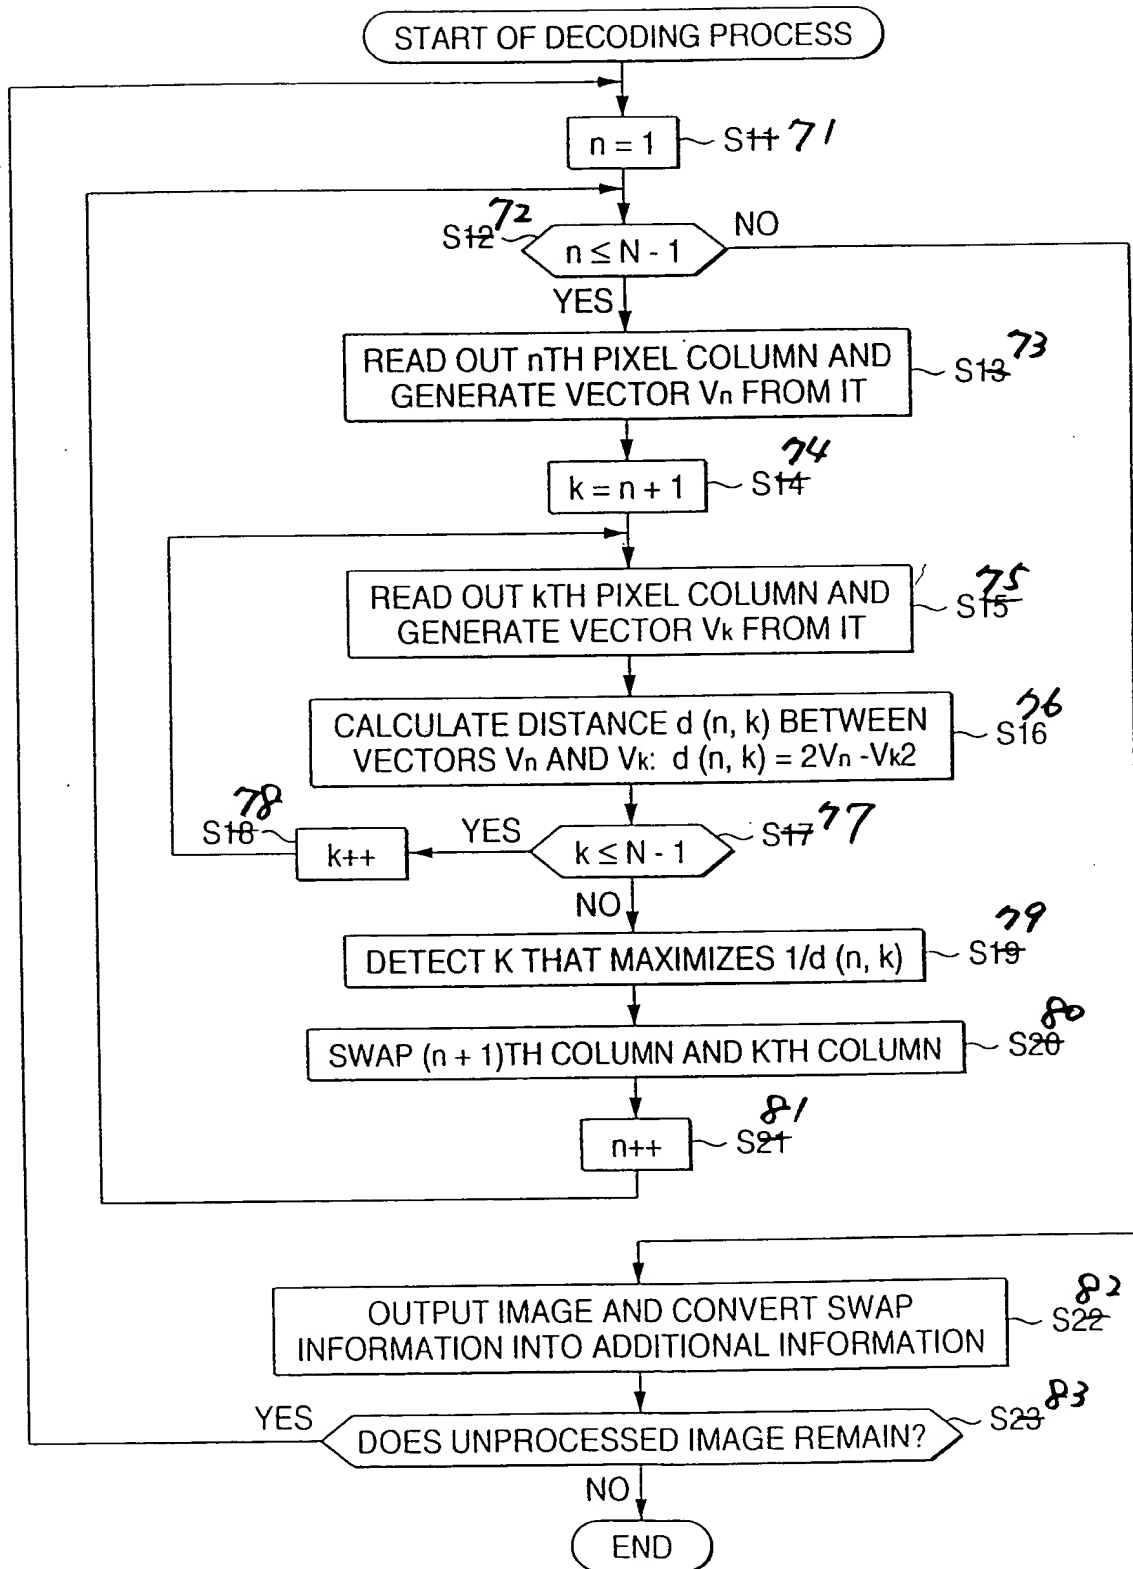 START OF DECODING PROCESS
n = 1
S11 71
S12 72
n ≤ N - 1
NO
YES
READ OUT nTH PIXEL COLUMN AND
GENERATE VECTOR Vn FROM IT
S13 73
k = n + 1
S14 74
READ OUT kTH PIXEL COLUMN AND
GENERATE VECTOR Vk FROM IT
S15 75
CALCULATE DISTANCE d (n, k) BETWEEN
VECTORS Vn AND Vk: d (n, k) = 2Vn -Vk2
S16 76
S18 78
k++
YES
k ≤ N - 1
S17 77
NO
DETECT K THAT MAXIMIZES 1/d (n, k)
S19 79
SWAP (n + 1)TH COLUMN AND KTH COLUMN
S20 80
n++
S21 81
OUTPUT IMAGE AND CONVERT SWAP
INFORMATION INTO ADDITIONAL INFORMATION
S22 82
YES
DOES UNPROCESSED IMAGE REMAIN?
S23 83
NO
END